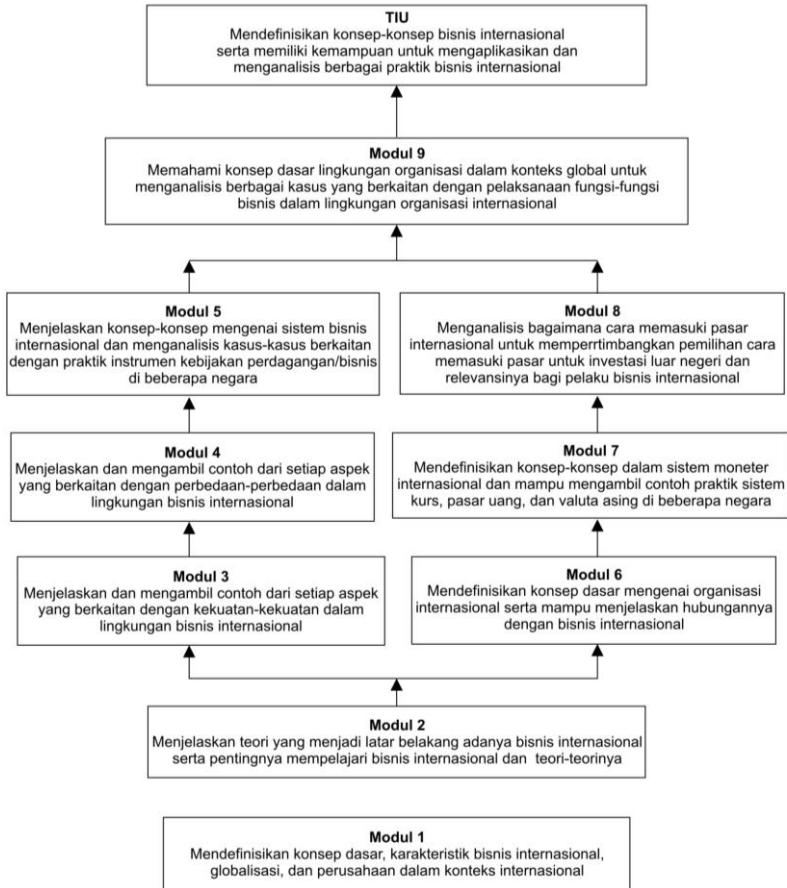 TIU
Mendefinisikan konsep-konsep bisnis internasional
serta memiliki kemampuan untuk mengaplikasikan dan
menganalisis berbagai praktik bisnis internasional
Modul 9
Memahami konsep dasar lingkungan organisasi dalam konteks global untuk
menganalisis berbagai kasus yang berkaitan dengan pelaksanaan fungsi-fungsi
bisnis dalam lingkungan organisasi internasional
Modul 5
Menjelaskan konsep-konsep mengenai sistem bisnis
internasional dan menganalisis kasus-kasus berkaitan
dengan praktik instrumen kebijakan perdagangan/bisnis
di beberapa negara
Modul 8
Menganalisis bagaimana cara memasuki pasar
internasional untuk memperrtimbangkan pemilihan cara
memasuki pasar untuk investasi luar negeri dan
relevansinya bagi pelaku bisnis internasional
Modul 4
Menjelaskan dan mengambil contoh dari setiap aspek
yang berkaitan dengan perbedaan-perbedaan dalam
lingkungan bisnis internasional
Modul 7
Mendefinisikan konsep-konsep dalam sistem moneter
internasional dan mampu mengambil contoh praktik sistem
kurs, pasar uang, dan valuta asing di beberapa negara
Modul 3
Menjelaskan dan mengambil contoh dari setiap aspek
yang berkaitan dengan kekuatan-kekuatan dalam
lingkungan bisnis internasional
Modul 6
Mendefinisikan konsep dasar mengenai organisasi
internasional serta mampu menjelaskan hubungannya
dengan bisnis internasional
Modul 2
Menjelaskan teori yang menjadi latar belakang adanya bisnis internasional
serta pentingnya mempelajari bisnis internasional dan teori-teorinya
Modul 1
Mendefinisikan konsep dasar, karakteristik bisnis internasional,
globalisasi, dan perusahaan dalam konteks internasional